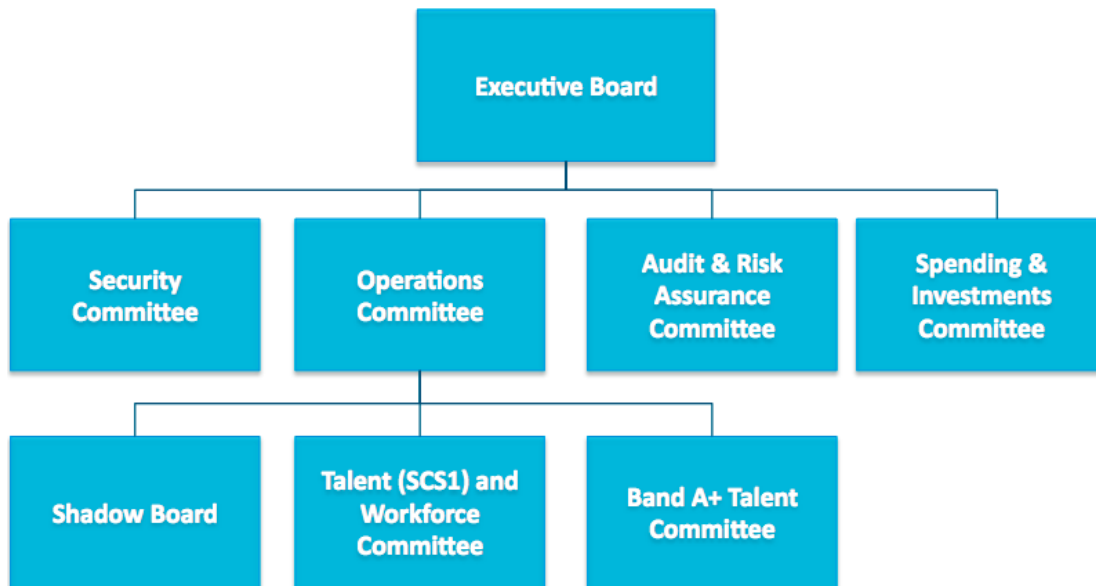 Executive Board
Security
Committee
Operations
Committee
Audit & Risk
Assurance
Committee
Spending &
Investments
Committee
Shadow Board
Talent (SCS1) and
Workforce
Committee
Band A+ Talent
Committee